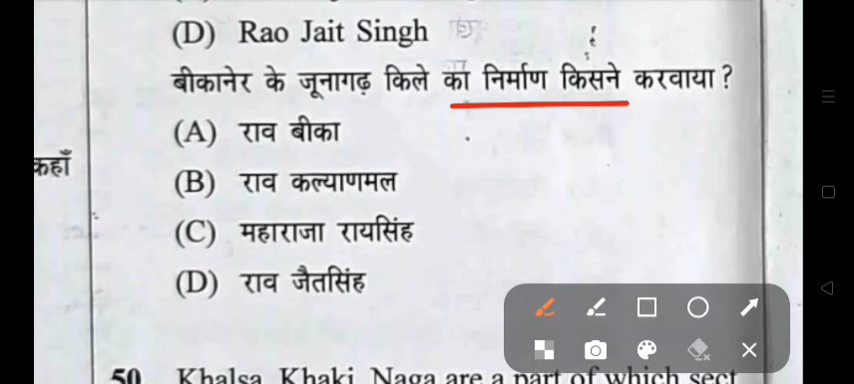 (D) Rao Jait Singh
बीकानेर के जूनागढ़ किले का निर्माण किसने करवाया ?
(A) राव बीका
कहाँ
(B) राव कल्याणमल
(C) महाराजा रायसिंह
(D) राव जैतसिंह
50 Khalsa, Khaki, Naga are a part of which sect